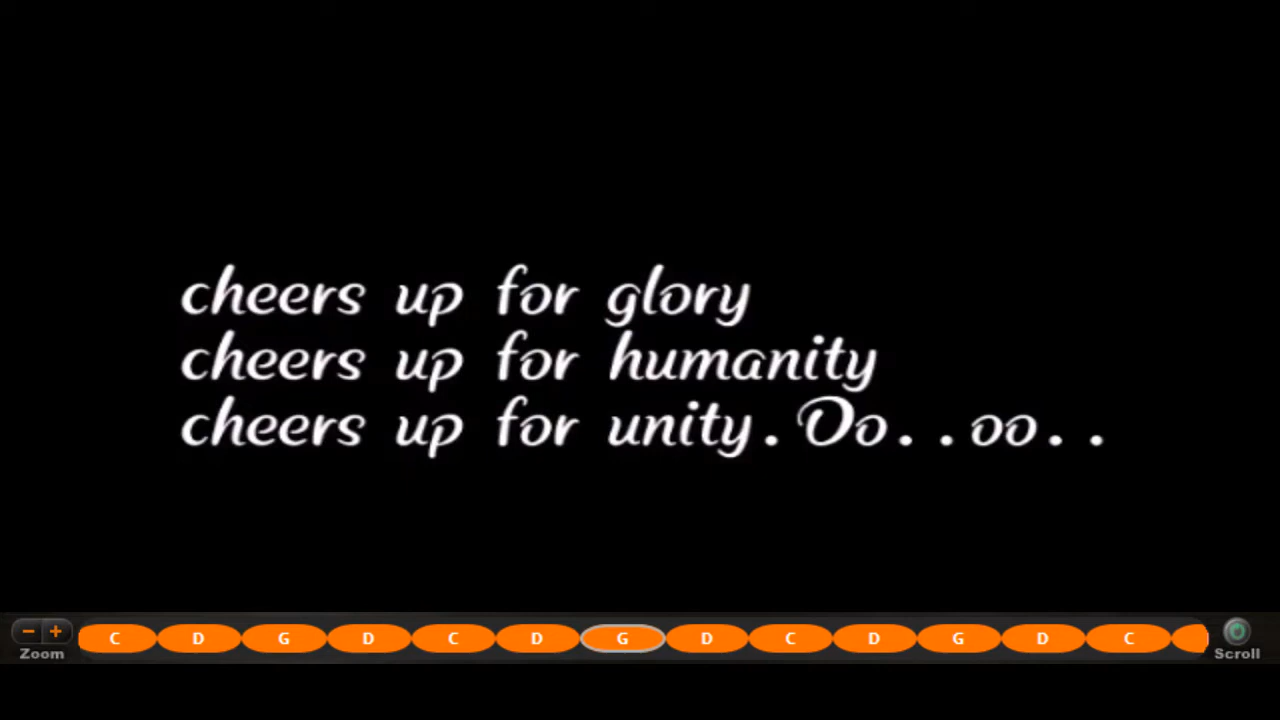 cheers up for glory
cheers up for humanity
cheers up for unity. Oo. . oo. .
- + C D G D C D G D C D G D C
Zoom Scroll